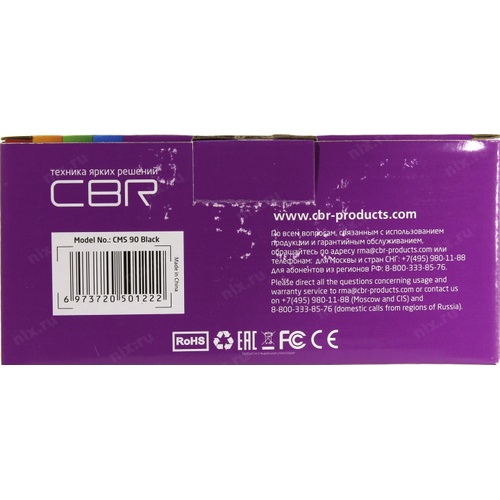 техника ярких решений
CBR
Model No.: CMS 90 Black
Made in China
6 973720 501222
www.cbr-products.com
По всем вопросам, связанным с использованием
продукции и гарантийным обслуживанием,
обращайтесь по адресу rma@cbr-products.com или по
телефонам: для Москвы и стран СНГ: +7(495) 980-11-88
для абонентов из регионов РФ: 8-800-333-85-76.
Please direct all the questions concerning usage and
warranty service to rma@cbr-products.com or contact us
on +7(495) 980-11-88 (Moscow and CIS) and on
8-800-333-85-76 (domestic calls from regions of Russia).
RoHS EAC FC CE
nix.ru